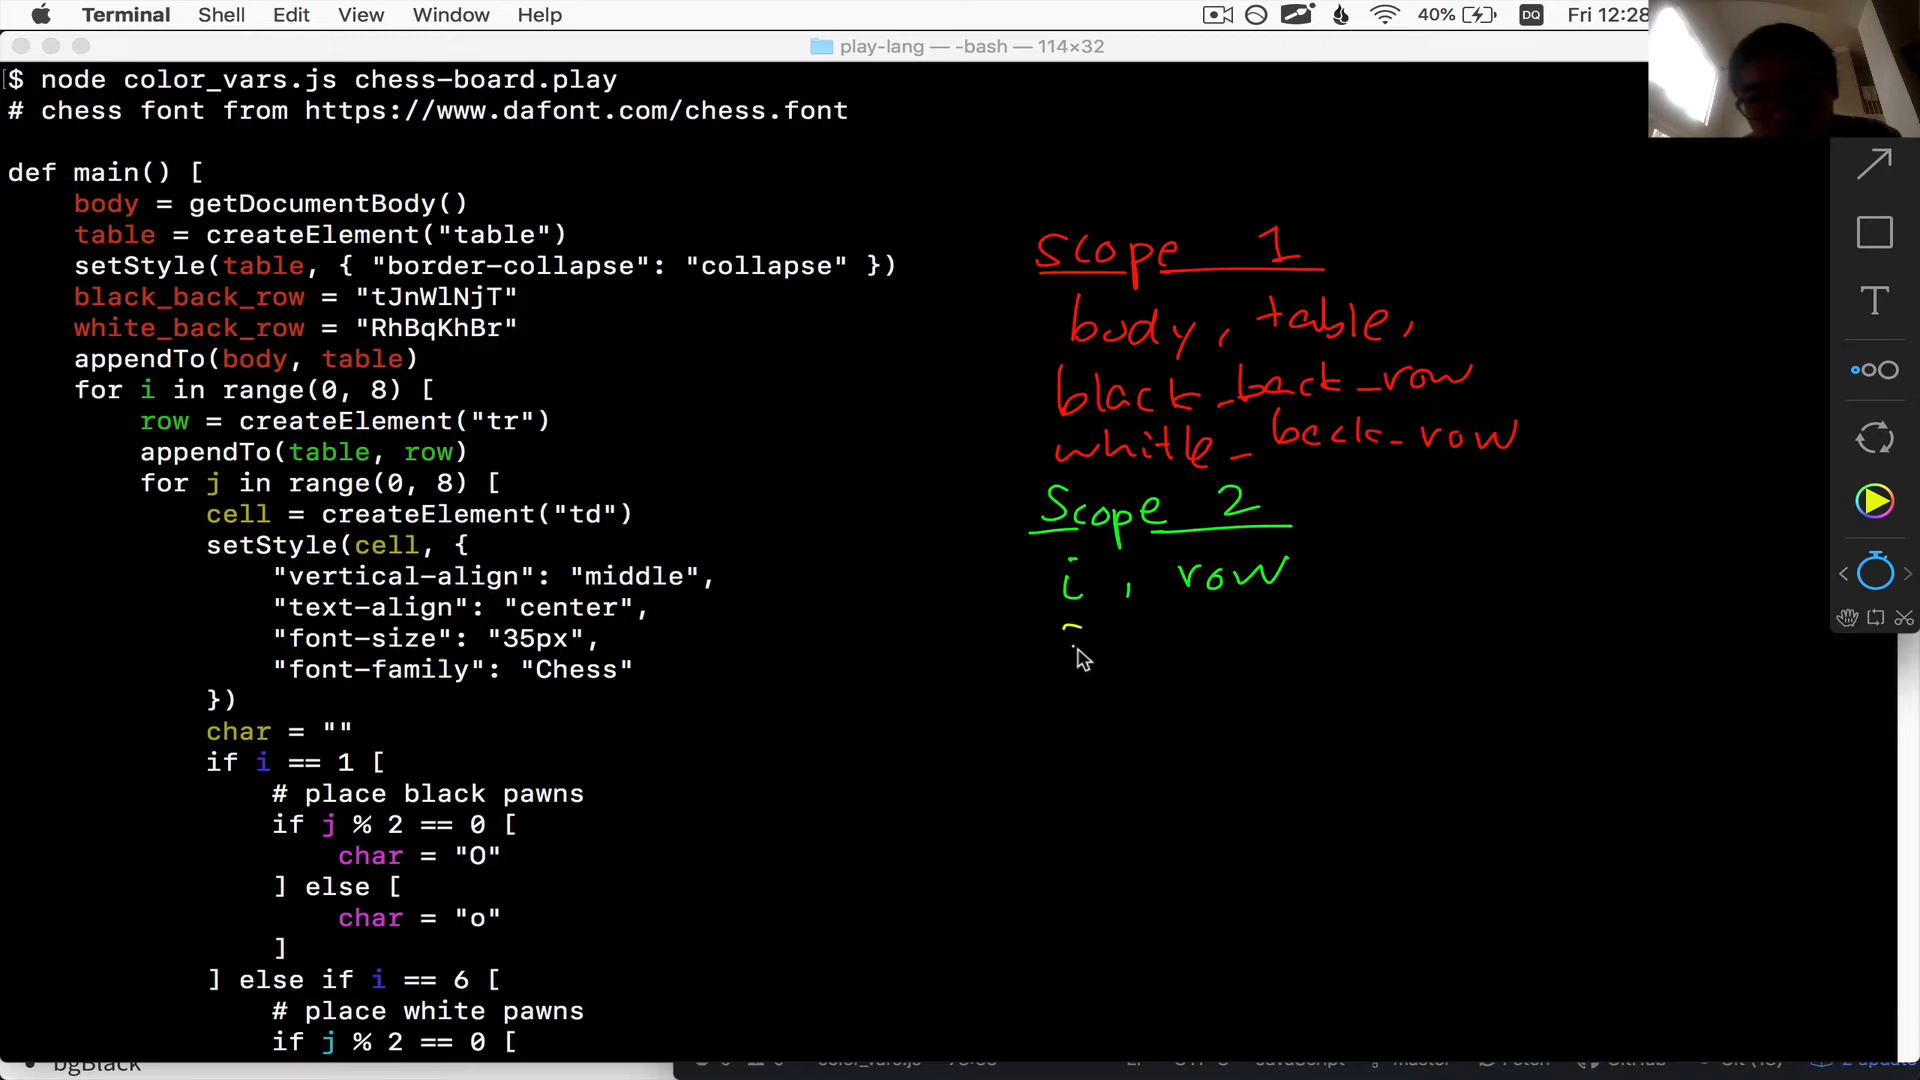 Terminal Shell Edit View Window Help 40% DQ Fri 12:28
play-lang — -bash — 114×32
$ node color_vars.js chess-board.play
# chess font from https://www.dafont.com/chess.font
def main() [
body = getDocumentBody()
table = createElement("table")
setStyle(table, { "border-collapse": "collapse" })
black_back_row = "tJnWlNjT"
white_back_row = "RhBqKhBr"
appendTo(body, table)
for i in range(0, 8) [
row = createElement("tr")
appendTo(table, row)
for j in range(0, 8) [
cell = createElement("td")
setStyle(cell, {
"vertical-align": "middle",
"text-align": "center",
"font-size": "35px",
"font-family": "Chess"
})
char = ""
if i == 1 [
# place black pawns
if j % 2 == 0 [
char = "O"
] else [
char = "o"
]
] else if i == 6 [
# place white pawns
if j % 2 == 0 [
scope 1
body, table,
black_back_row
white_back_row
Scope 2
i, row
T
bgBlack